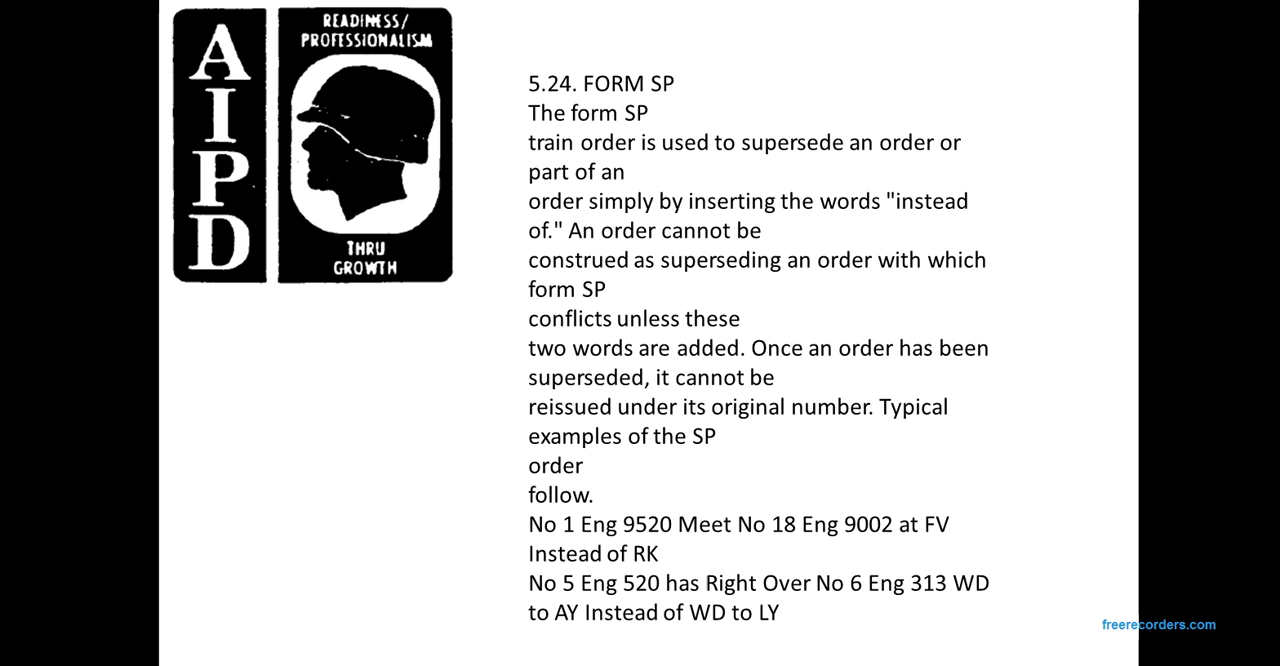 A
I
P
D
READINESS/
PROFESSIONALISM
THRU
GROWTH
5.24. FORM SP
The form SP
train order is used to supersede an order or
part of an
order simply by inserting the words "instead
of." An order cannot be
construed as superseding an order with which
form SP
conflicts unless these
two words are added. Once an order has been
superseded, it cannot be
reissued under its original number. Typical
examples of the SP
order
follow.
No 1 Eng 9520 Meet No 18 Eng 9002 at FV
Instead of RK
No 5 Eng 520 has Right Over No 6 Eng 313 WD
to AY Instead of WD to LY
freerecorders.com